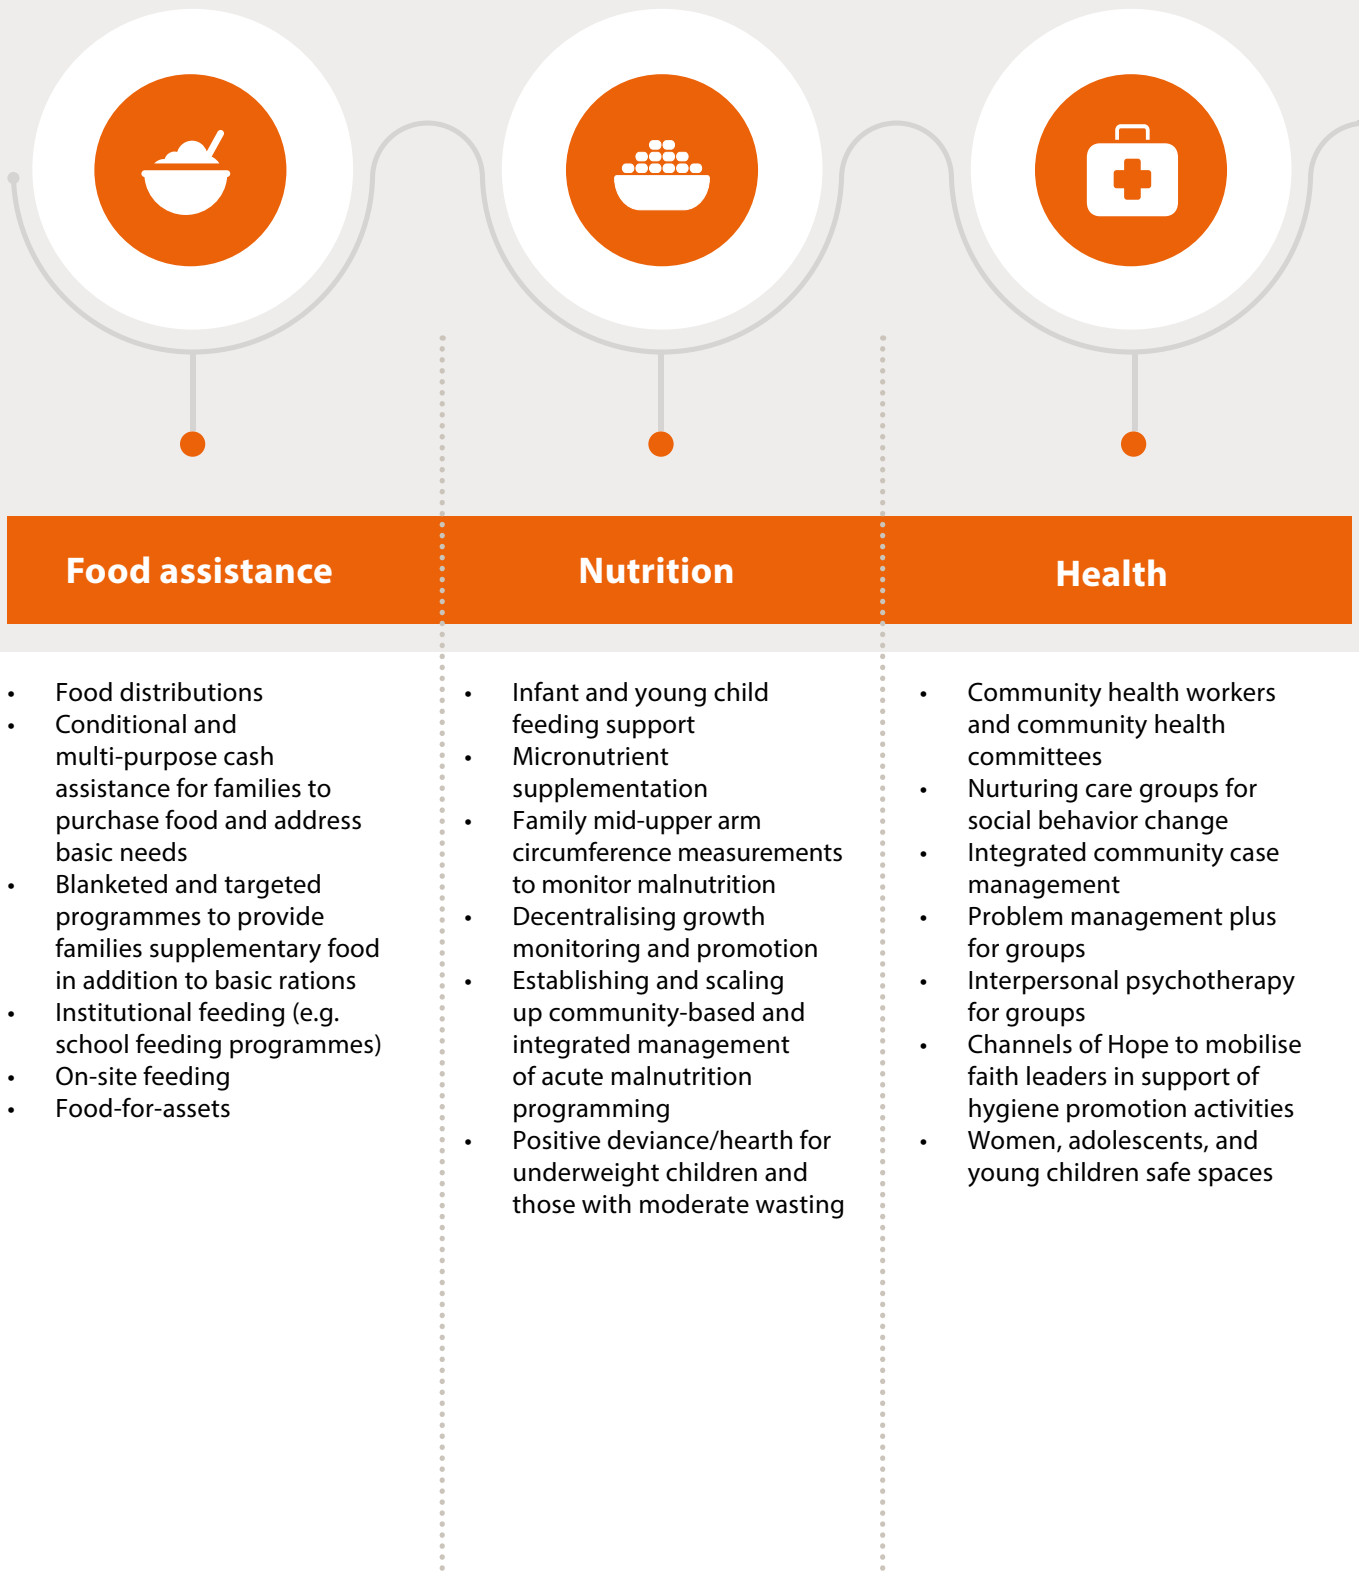 Food assistance
• Food distributions
• Conditional and
multi-purpose cash
assistance for families to
purchase food and address
basic needs
• Blanketed and targeted
programmes to provide
families supplementary food
in addition to basic rations
• Institutional feeding (e.g.
school feeding programmes)
• On-site feeding
• Food-for-assets
Nutrition
• Infant and young child
feeding support
• Micronutrient
supplementation
• Family mid-upper arm
circumference measurements
to monitor malnutrition
• Decentralising growth
monitoring and promotion
• Establishing and scaling
up community-based and
integrated management
of acute malnutrition
programming
• Positive deviance/hearth for
underweight children and
those with moderate wasting
Health
• Community health workers
and community health
committees
• Nurturing care groups for
social behavior change
• Integrated community case
management
• Problem management plus
for groups
• Interpersonal psychotherapy
for groups
• Channels of Hope to mobilise
faith leaders in support of
hygiene promotion activities
• Women, adolescents, and
young children safe spaces